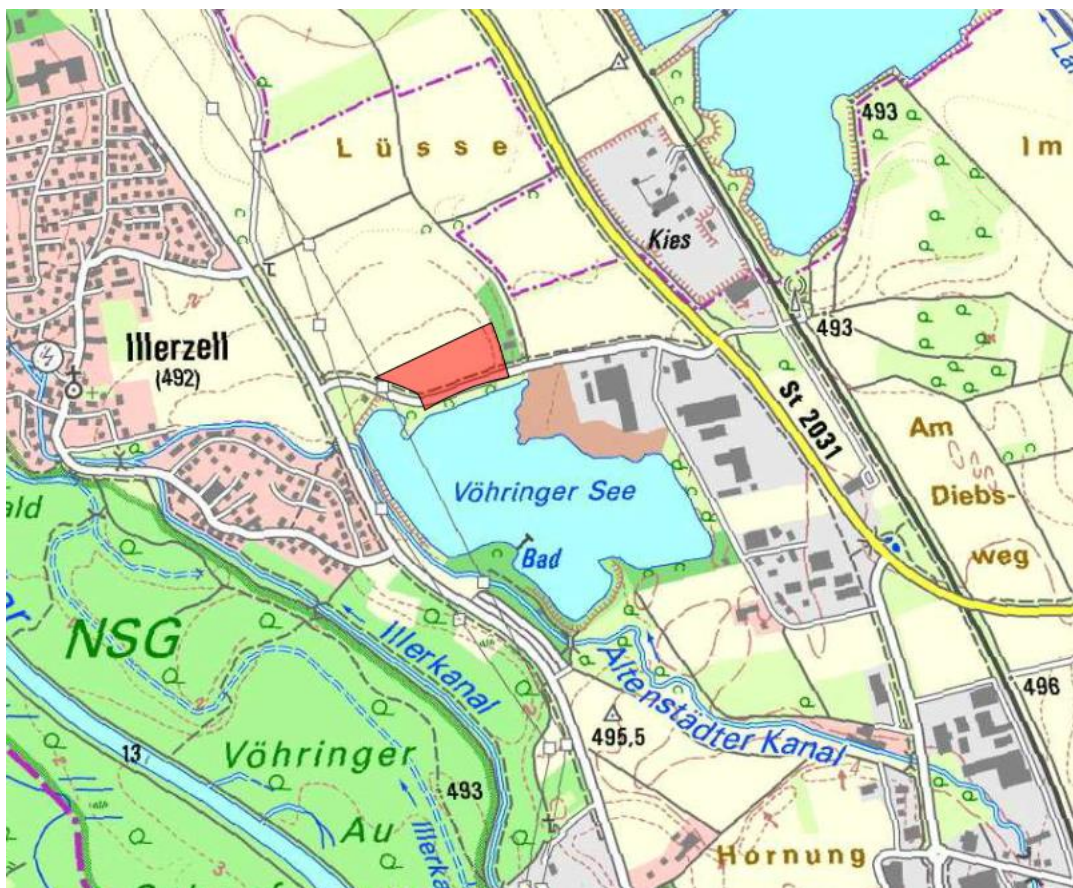 493
Lüsse
Im
Kies
Illerzell
(492)
493
St 2031
Am
Diebs-
weg
Vöhringer See
Bad
NSG
Illerkanal
Altenstädter Kanal
496
495,5
13
Vöhringer
Au
493
Hornung